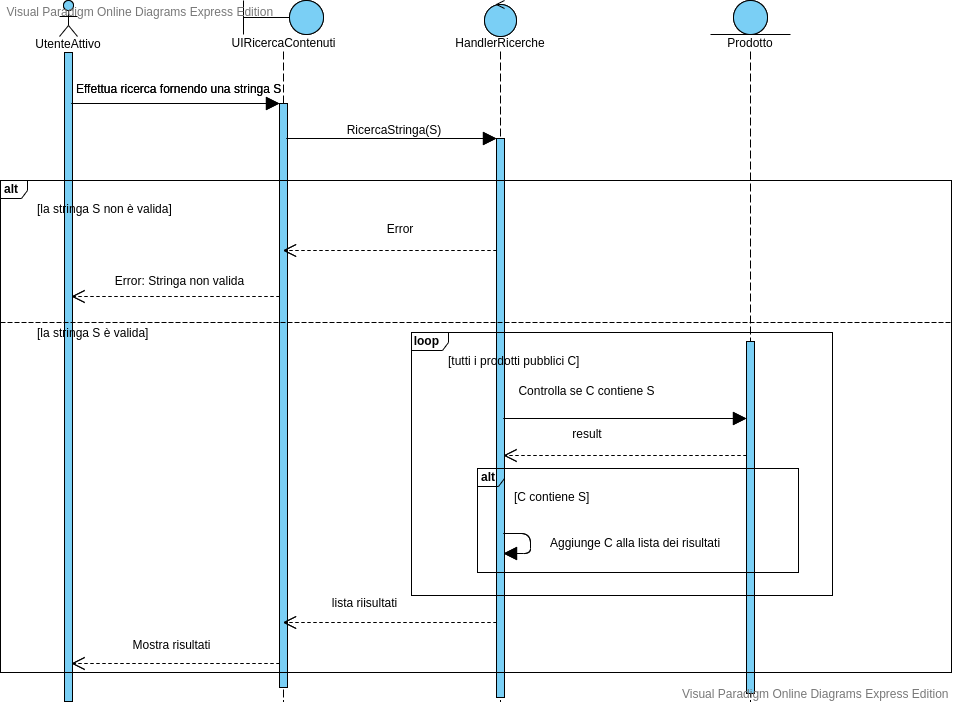 Visual Paradigm Online Diagrams Express Edition
UtenteAttivo
UIRicercaContenuti
HandlerRicerche
Prodotto
Effettua ricerca fornendo una stringa S
RicercaStringa(S)
alt
[la stringa S non è valida]
Error
Error: Stringa non valida
[la stringa S è valida]
loop
[tutti i prodotti pubblici C]
Controlla se C contiene S
result
alt
[C contiene S]
Aggiunge C alla lista dei risultati
lista riisultati
Mostra risultati
Visual Paradigm Online Diagrams Express Edition